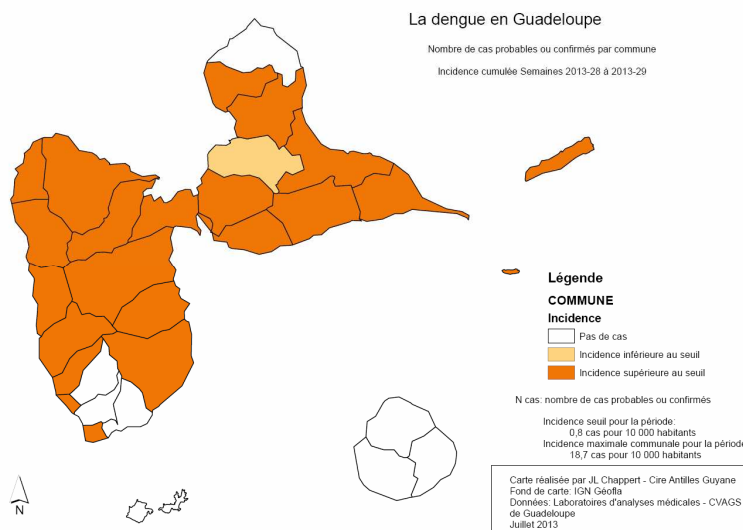 La dengue en Guadeloupe
Nombre de cas probables ou confirmés par commune
Incidence cumulée Semaines 2013-28 à 2013-29
Légende
COMMUNE
Incidence
Pas de cas
Incidence inférieure au seuil
Incidence supérieure au seuil
N cas: nombre de cas probables ou confirmés
Incidence seuil pour la période:
0,8 cas pour 10 000 habitants
Incidence maximale communale pour la période
18,7 cas pour 10 000 habitants
Carte réalisée par JL Chappert - Cire Antilles Guyane
Fond de carte: IGN Géofla
Données: Laboratoires d'analyses médicales - CVAGS
de Guadeloupe
Juillet 2013
N